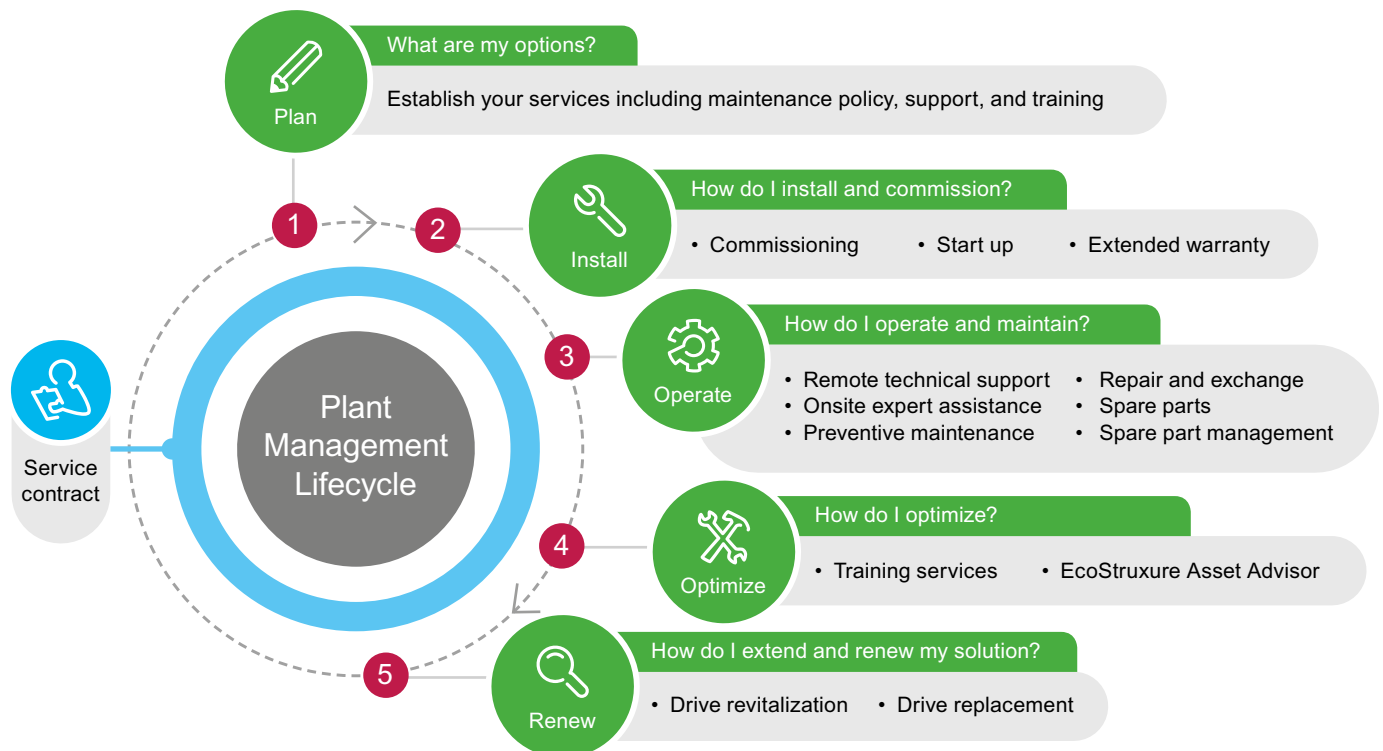 What are my options?
Plan
Establish your services including maintenance policy, support, and training
1
2
How do I install and commission?
Install
• Commissioning • Start up • Extended warranty
3
How do I operate and maintain?
Operate
• Remote technical support • Repair and exchange
• Onsite expert assistance • Spare parts
• Preventive maintenance • Spare part management
Plant
Management
Lifecycle
Service
contract
4
How do I optimize?
Optimize
• Training services • EcoStruxure Asset Advisor
5
How do I extend and renew my solution?
Renew
• Drive revitalization • Drive replacement